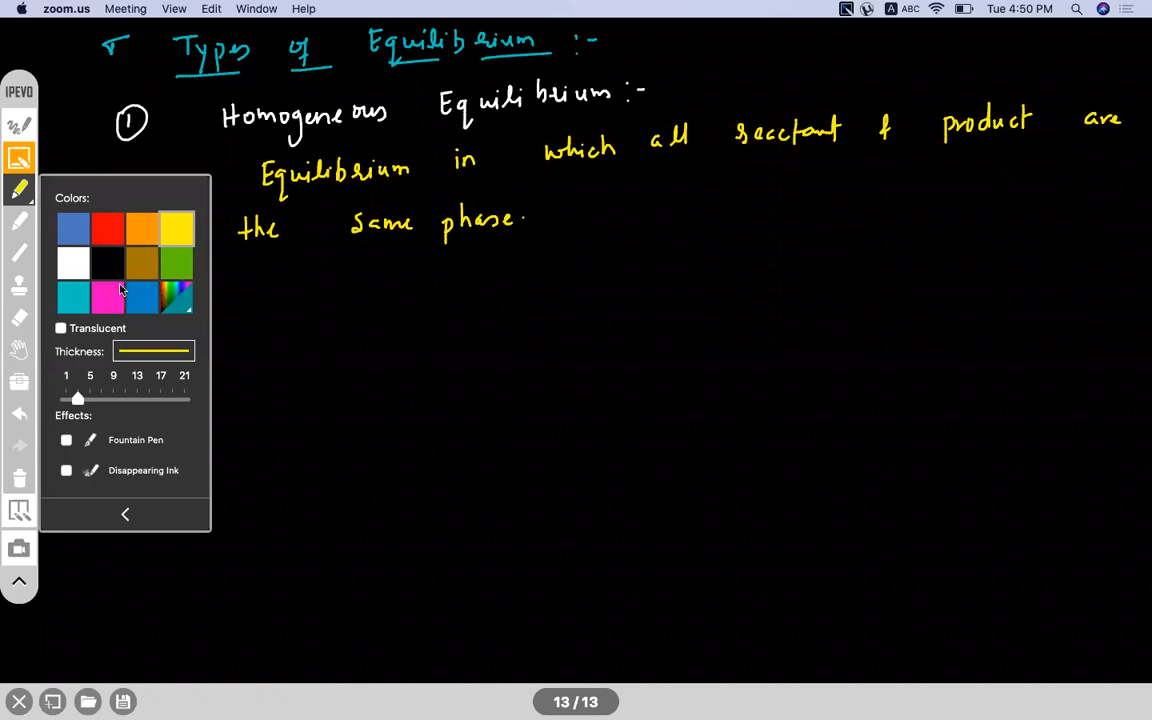 zoom.us Meeting View Edit Window Help A ABC Tue 4:50 PM
Types of Equilibrium :-
IPEVO
① Homogeneous Equilibrium :-
Equilibrium in which all reactant & product are
the same phase.
Colors:
Translucent
Thickness:
1 5 9 13 17 21
Effects:
Fountain Pen
Disappearing Ink
13 / 13